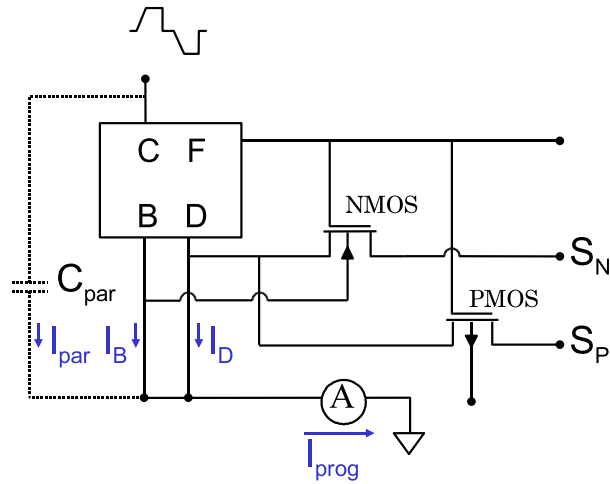 C F
B D
NMOS
S_N
C_par
PMOS
I_par I_B I_D
S_P
A
I_prog